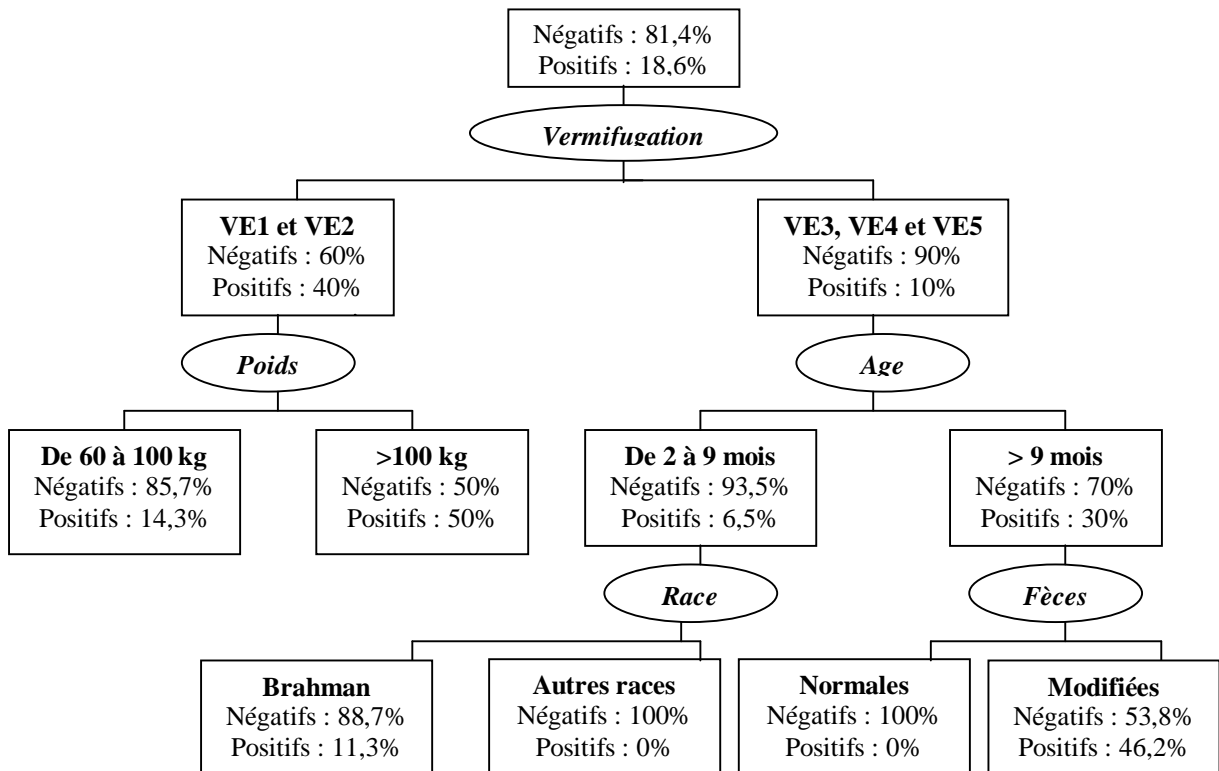 Négatifs : 81,4%
Positifs : 18,6%
Vermifugation
VE1 et VE2
Négatifs : 60%
Positifs : 40%
VE3, VE4 et VE5
Négatifs : 90%
Positifs : 10%
Poids
Age
De 60 à 100 kg
Négatifs : 85,7%
Positifs : 14,3%
>100 kg
Négatifs : 50%
Positifs : 50%
De 2 à 9 mois
Négatifs : 93,5%
Positifs : 6,5%
> 9 mois
Négatifs : 70%
Positifs : 30%
Race
Fèces
Brahman
Négatifs : 88,7%
Positifs : 11,3%
Autres races
Négatifs : 100%
Positifs : 0%
Normales
Négatifs : 100%
Positifs : 0%
Modifiées
Négatifs : 53,8%
Positifs : 46,2%